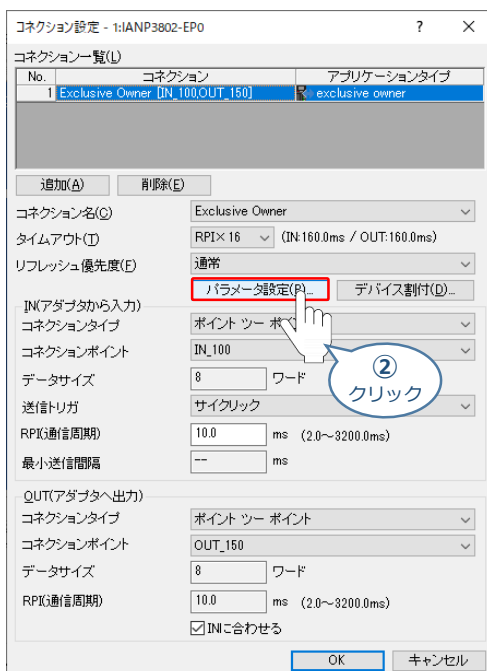 コネクション設定 - 1:IANP3802-EP0 ? ×
コネクション一覧(L)
No. コネクション アプリケーションタイプ
1 Exclusive Owner [IN_100,OUT_150] exclusive owner
追加(A) 削除(E)
コネクション名(C) Exclusive Owner
タイムアウト(T) RPI×16 (IN:160.0ms / OUT:160.0ms)
リフレッシュ優先度(F) 通常
パラメータ設定(P)... デバイス割付(D)...
IN(アダプタから入力)
コネクションタイプ ポイント ツー ポイ
コネクションポイント IN_100
②
クリック
データサイズ 8 ワード
送信トリガ サイクリック
RPI(通信周期) 10.0 ms (2.0～3200.0ms)
最小送信間隔 -- ms
OUT(アダプタへ出力)
コネクションタイプ ポイント ツー ポイント
コネクションポイント OUT_150
データサイズ 8 ワード
RPI(通信周期) 10.0 ms (2.0～3200.0ms)
INに合わせる
OK キャンセル